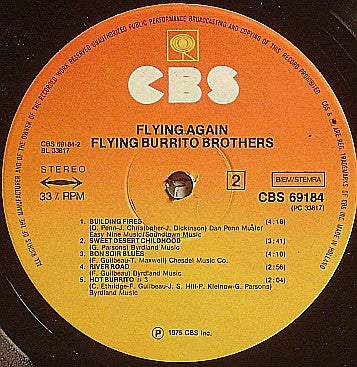 UNAUTHORIZED PUBLIC PERFORMANCE BROADCASTING AND COPYING OF THIS RECORD PROHIBITED
ALL RIGHTS OF THE MANUFACTURER AND OF THE OWNER OF THE RECORDED WORK RESERVED
CBS
FLYING AGAIN
FLYING BURRITO BROTHERS
CBS 69184-2
BL 33817
STEREO
33⅓ RPM
2
BIEM/STEMRA
CBS 69184
(PC 33817)
1. BUILDING FIRES (4:16)
(D. Penn-J. Christopher-J. Dickinson) Dan Penn Music/
Easy Nine Music/Soundown Music
2. SWEET DESERT CHILDHOOD (3:41)
(G. Parsons) Byrdland Music
3. BON SOIR BLUES (4:10)
(F. Guilbeau-T. Maxwell) Chesdel Music Co.
4. RIVER ROAD (2:56)
(F. Guilbeau) Byrdland Music
5. HOT BURRITO # 3 (2:04)
(C. Ethridge-F. Guilbeau-J. S. Hill-P. Kleinow-G. Parsons)
Byrdland Music
℗ 1975 CBS Inc.
CBS & ARE REG. TRADEMARKS OF CBS INC. MADE IN HOLLAND